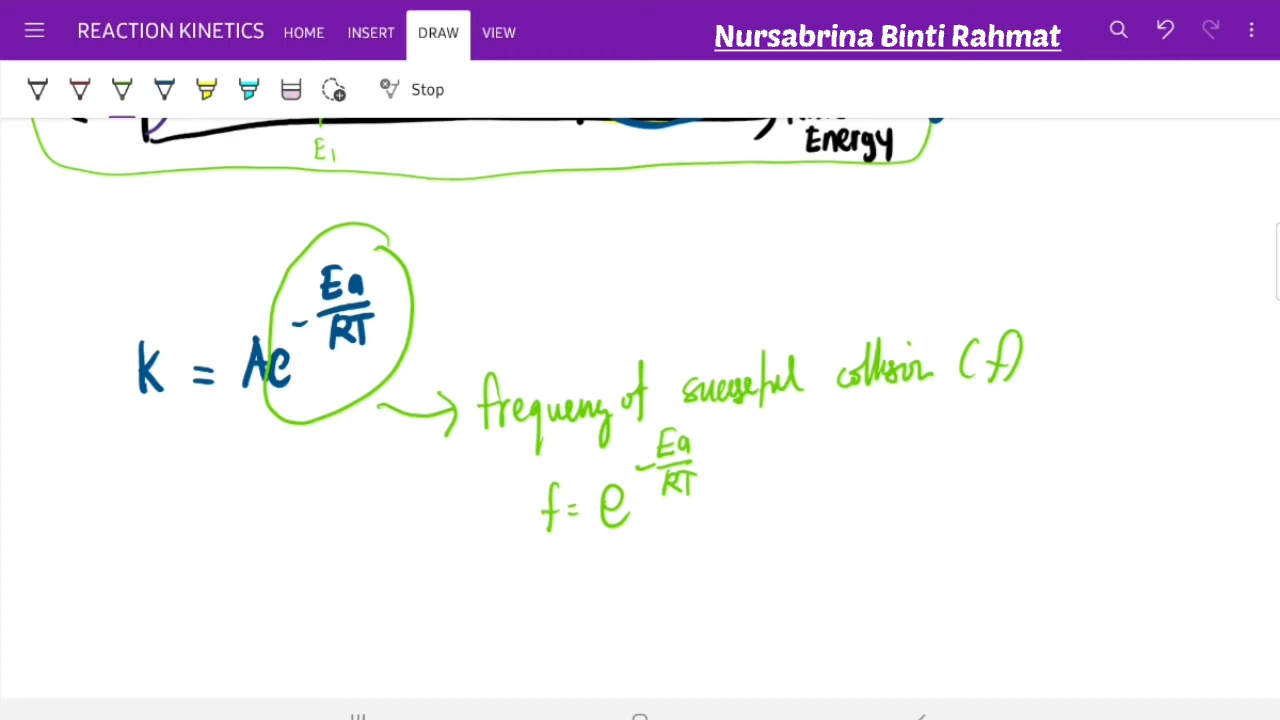 REACTION KINETICS HOME INSERT DRAW VIEW Nursabrina Binti Rahmat
Stop
Energy
E1
K = Ae^-Ea/RT
frequency of successful collision (f)
f = e^-Ea/RT